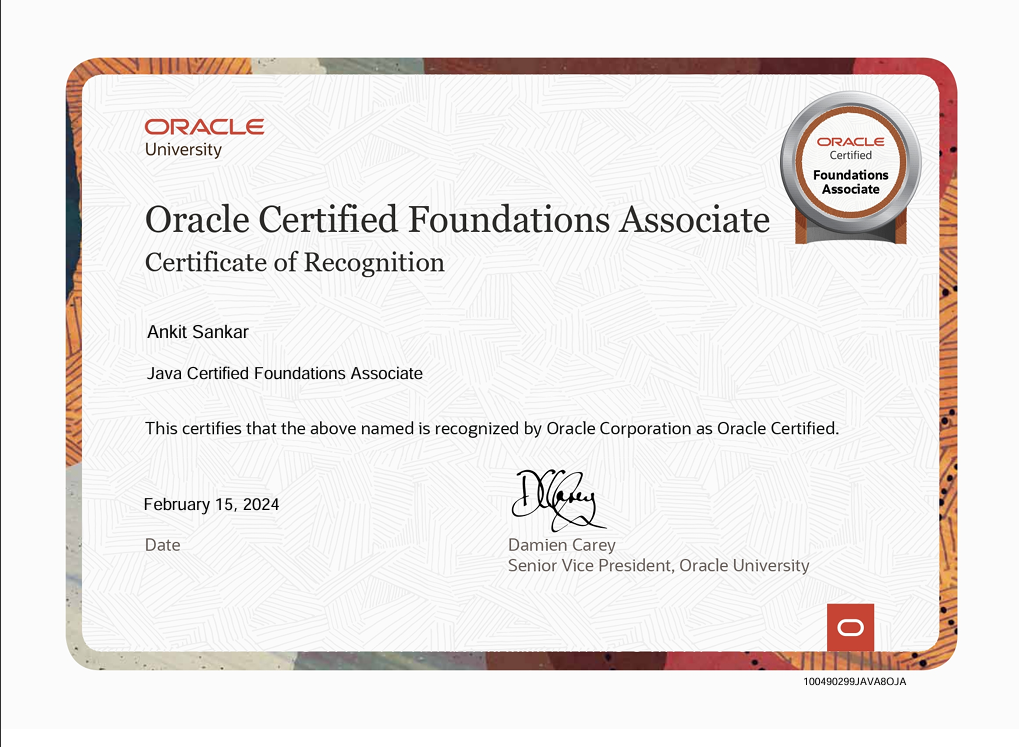 ORACLE
University
ORACLE
Certified
Foundations
Associate
Oracle Certified Foundations Associate
Certificate of Recognition
Ankit Sankar
Java Certified Foundations Associate
This certifies that the above named is recognized by Oracle Corporation as Oracle Certified.
February 15, 2024
Date
DCarey
Damien Carey
Senior Vice President, Oracle University
100490299JAVA8OJA